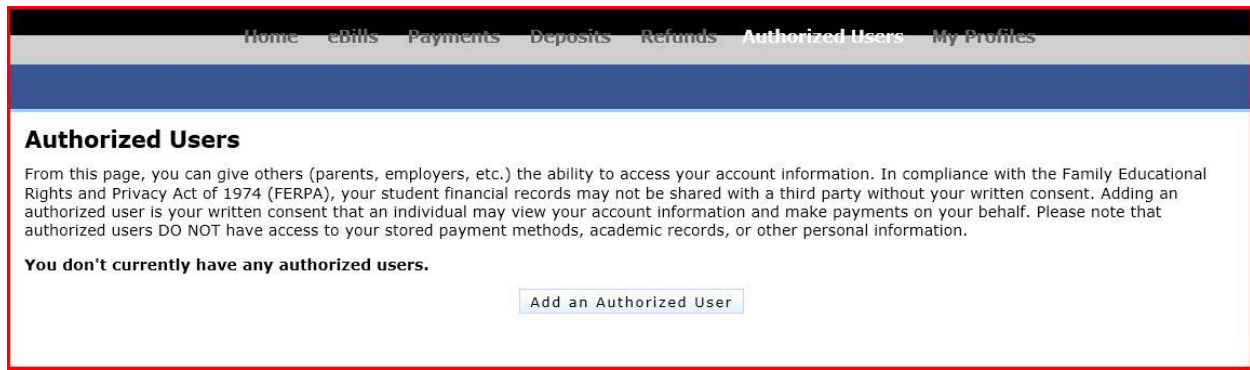 Home eBills Payments Deposits Refunds Authorized Users My Profiles
Authorized Users
From this page, you can give others (parents, employers, etc.) the ability to access your account information. In compliance with the Family Educational
Rights and Privacy Act of 1974 (FERPA), your student financial records may not be shared with a third party without your written consent. Adding an
authorized user is your written consent that an individual may view your account information and make payments on your behalf. Please note that
authorized users DO NOT have access to your stored payment methods, academic records, or other personal information.
You don't currently have any authorized users.
Add an Authorized User